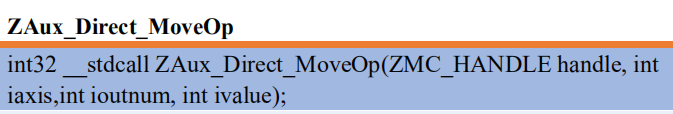 ZAux_Direct_MoveOp
int32 __stdcall ZAux_Direct_MoveOp(ZMC_HANDLE handle, int
iaxis,int ioutnum, int ivalue);